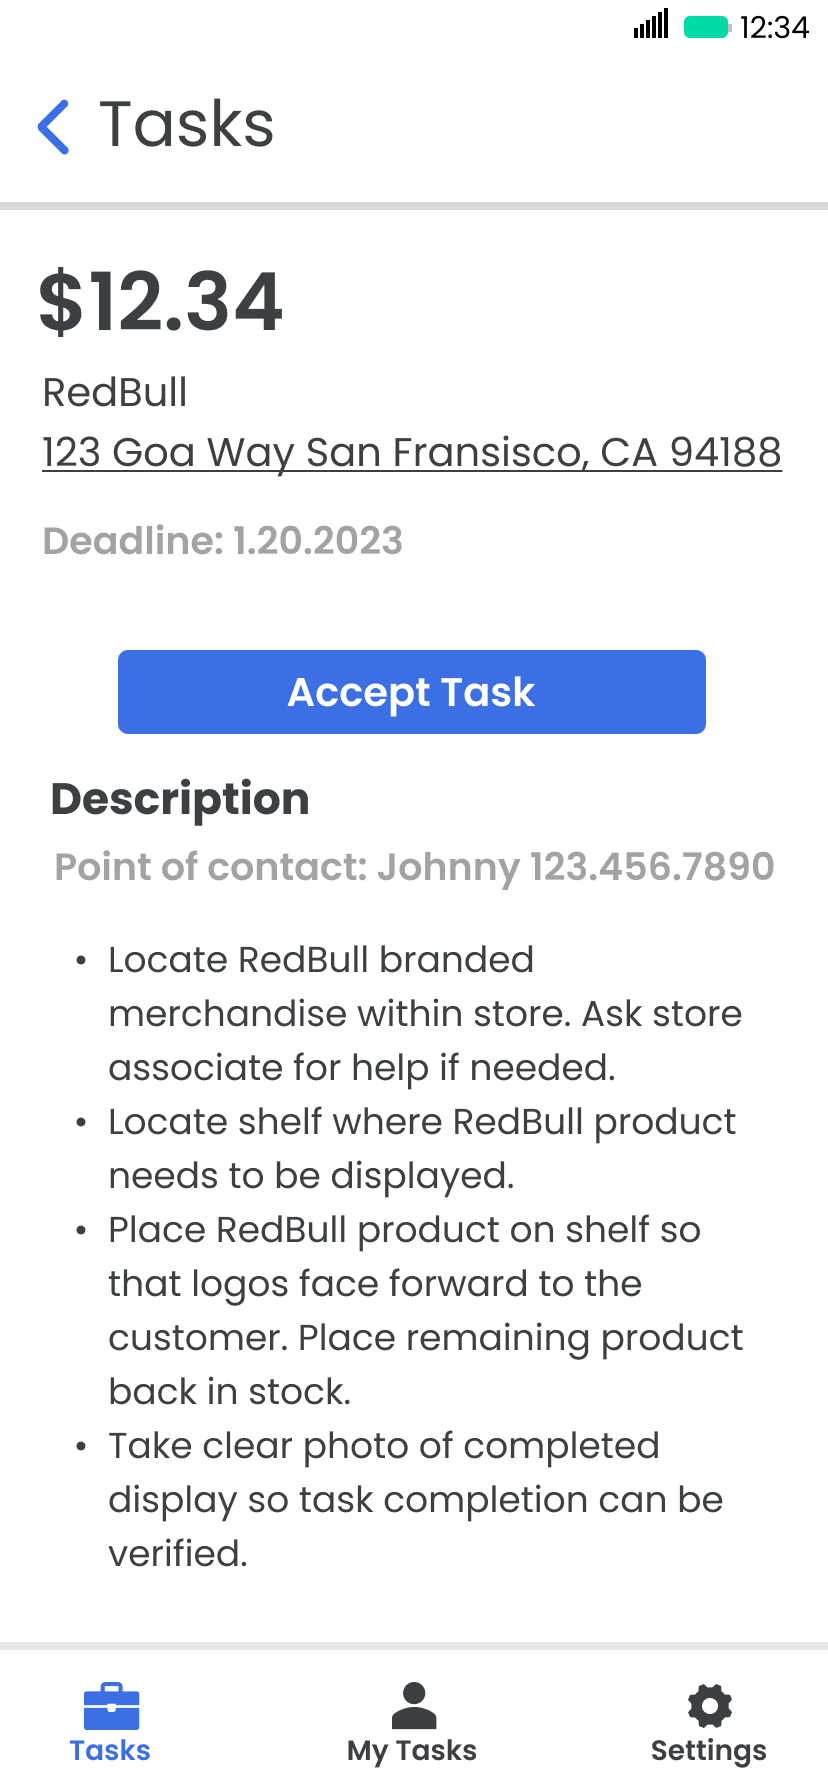 12:34
Tasks
$12.34
RedBull
123 Goa Way San Fransisco, CA 94188
Deadline: 1.20.2023
Accept Task
Description
Point of contact: Johnny 123.456.7890
• Locate RedBull branded
merchandise within store. Ask store
associate for help if needed.
• Locate shelf where RedBull product
needs to be displayed.
• Place RedBull product on shelf so
that logos face forward to the
customer. Place remaining product
back in stock.
• Take clear photo of completed
display so task completion can be
verified.
Tasks
My Tasks
Settings